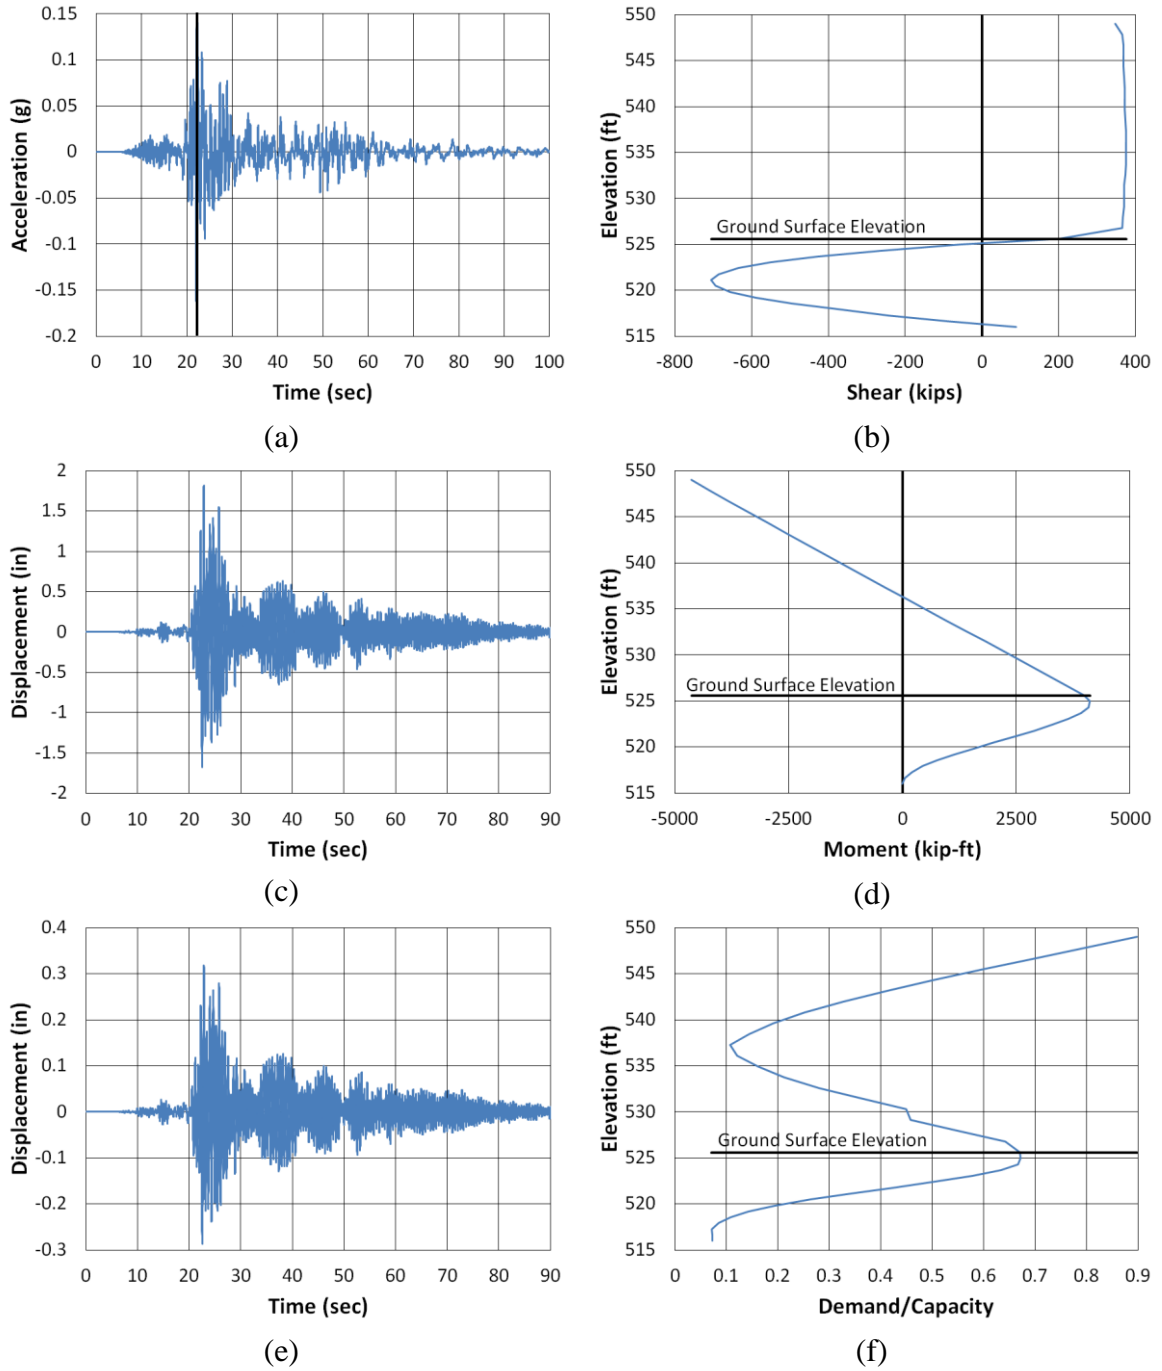 0.15
0.1
0.05
0
-0.05
-0.1
-0.15
-0.2
Acceleration (g)
0 10 20 30 40 50 60 70 80 90 100
Time (sec)
(a)
550
545
540
535
530
525
520
515
Elevation (ft)
Ground Surface Elevation
-800 -600 -400 -200 0 200 400
Shear (kips)
(b)
2
1.5
1
0.5
0
-0.5
-1
-1.5
-2
Displacement (in)
0 10 20 30 40 50 60 70 80 90
Time (sec)
(c)
550
545
540
535
530
525
520
515
Elevation (ft)
Ground Surface Elevation
-5000 -2500 0 2500 5000
Moment (kip-ft)
(d)
0.4
0.3
0.2
0.1
0
-0.1
-0.2
-0.3
Displacement (in)
0 10 20 30 40 50 60 70 80 90
Time (sec)
(e)
550
545
540
535
530
525
520
515
Elevation (ft)
Ground Surface Elevation
0 0.1 0.2 0.3 0.4 0.5 0.6 0.7 0.8 0.9
Demand/Capacity
(f)